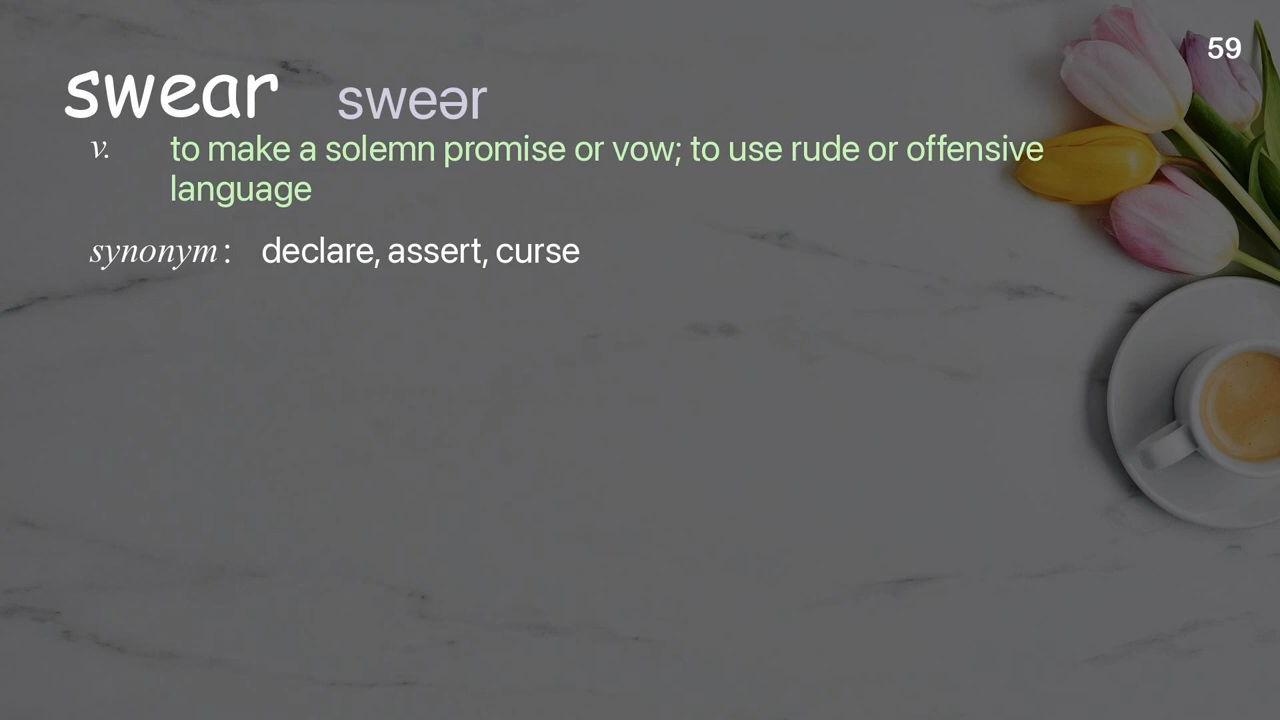 59
swear sweər
v. to make a solemn promise or vow; to use rude or offensive
language
synonym : declare, assert, curse